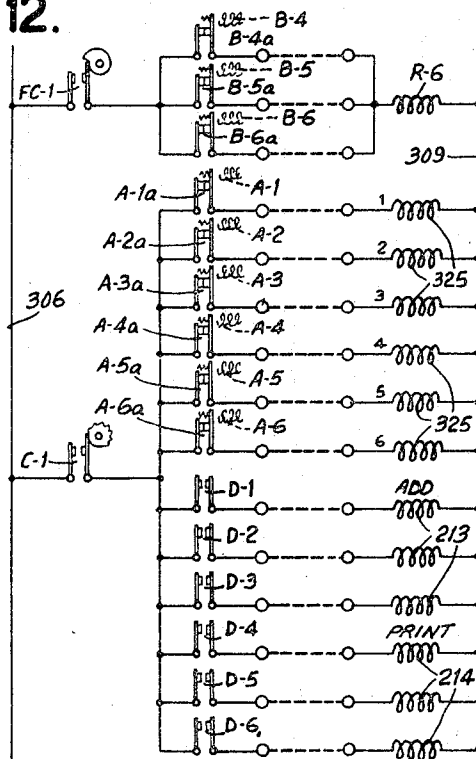 12.
B-4
B-4a
FC-1
B-5
B-5a
R-6
B-6
B-6a
309
A-1a
A-1
1
A-2a
A-2
2
325
A-3a
A-3
3
306
A-4a
A-4
4
A-5a
A-5
5
325
A-6a
A-6
6
C-1
D-1
ADD
D-2
213
D-3
D-4
PRINT
D-5
214
D-6.